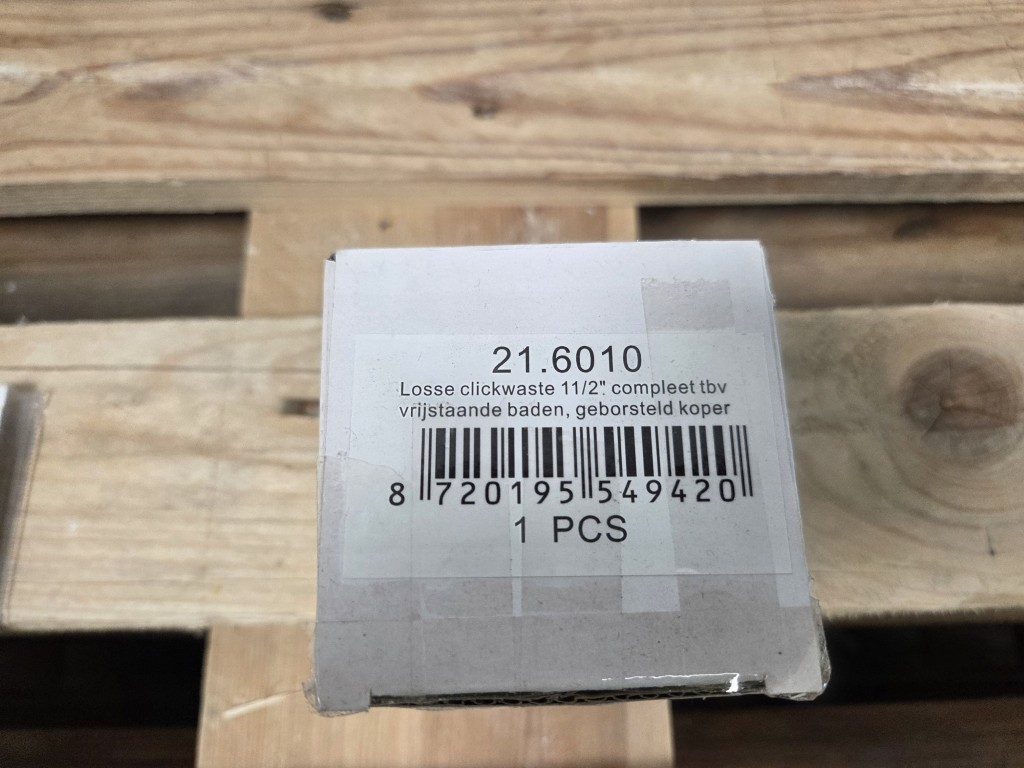 21.6010
Losse clickwaste 11/2" compleet tbv
vrijstaande baden, geborsteld koper
8 720195 549420
1 PCS